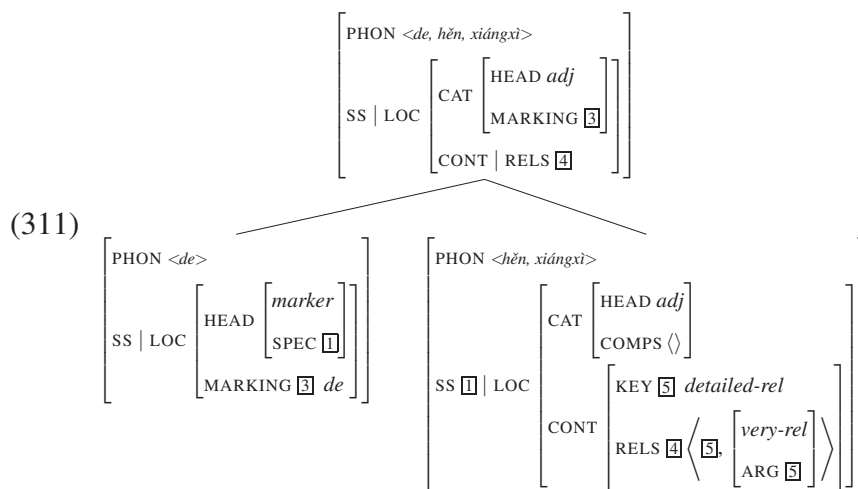 PHON <de, hěn, xiángxì>
SS | LOC
CAT
HEAD adj
MARKING 3
CONT | RELS 4
(311)
PHON <de>
SS | LOC
HEAD
marker
SPEC 1
MARKING 3 de
PHON <hěn, xiángxì>
SS 1 | LOC
CAT
HEAD adj
COMPS ⟨⟩
CONT
KEY 5 detailed-rel
RELS 4 ⟨ 5, 
very-rel
ARG 5
⟩